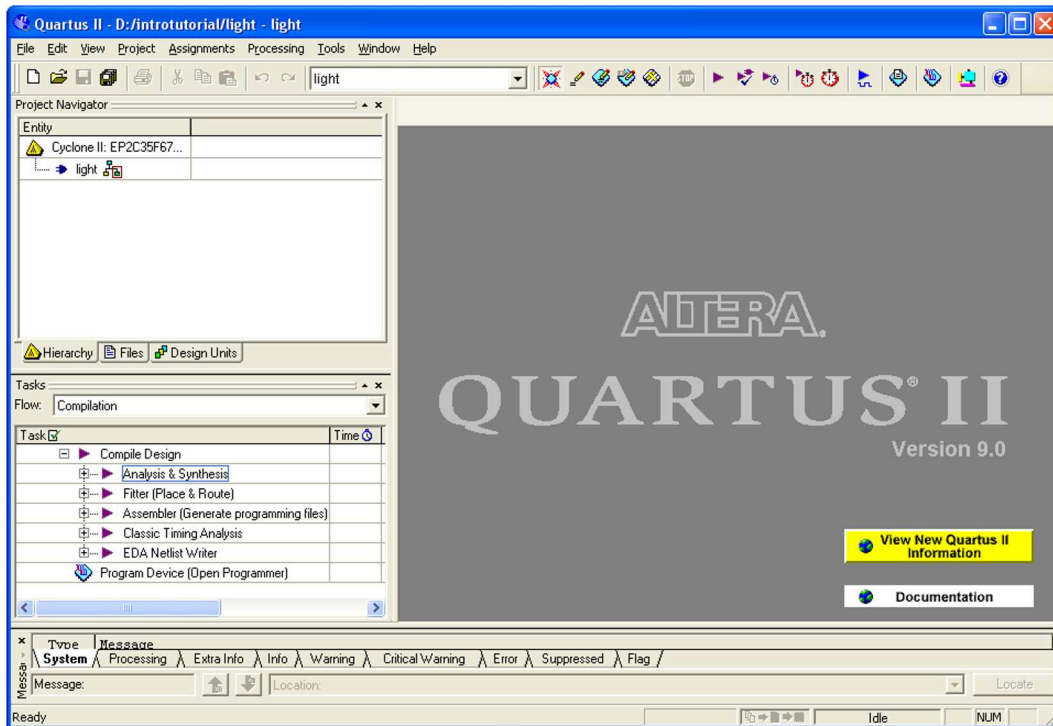 Quartus II - D:/introtutorial/light - light
File Edit View Project Assignments Processing Tools Window Help
light
STOP
Project Navigator
Entity
Cyclone II: EP2C35F67...
light
Hierarchy Files Design Units
Tasks
Flow: Compilation
Task Time
Compile Design
Analysis & Synthesis
Fitter (Place & Route)
Assembler (Generate programming files)
Classic Timing Analysis
EDA Netlist Writer
Program Device (Open Programmer)
ALTERA.
QUARTUS® II
Version 9.0
View New Quartus II
Information
Documentation
Type Message
System Processing Extra Info Info Warning Critical Warning Error Suppressed Flag
Message: Location: Locate
Ready Idle NUM